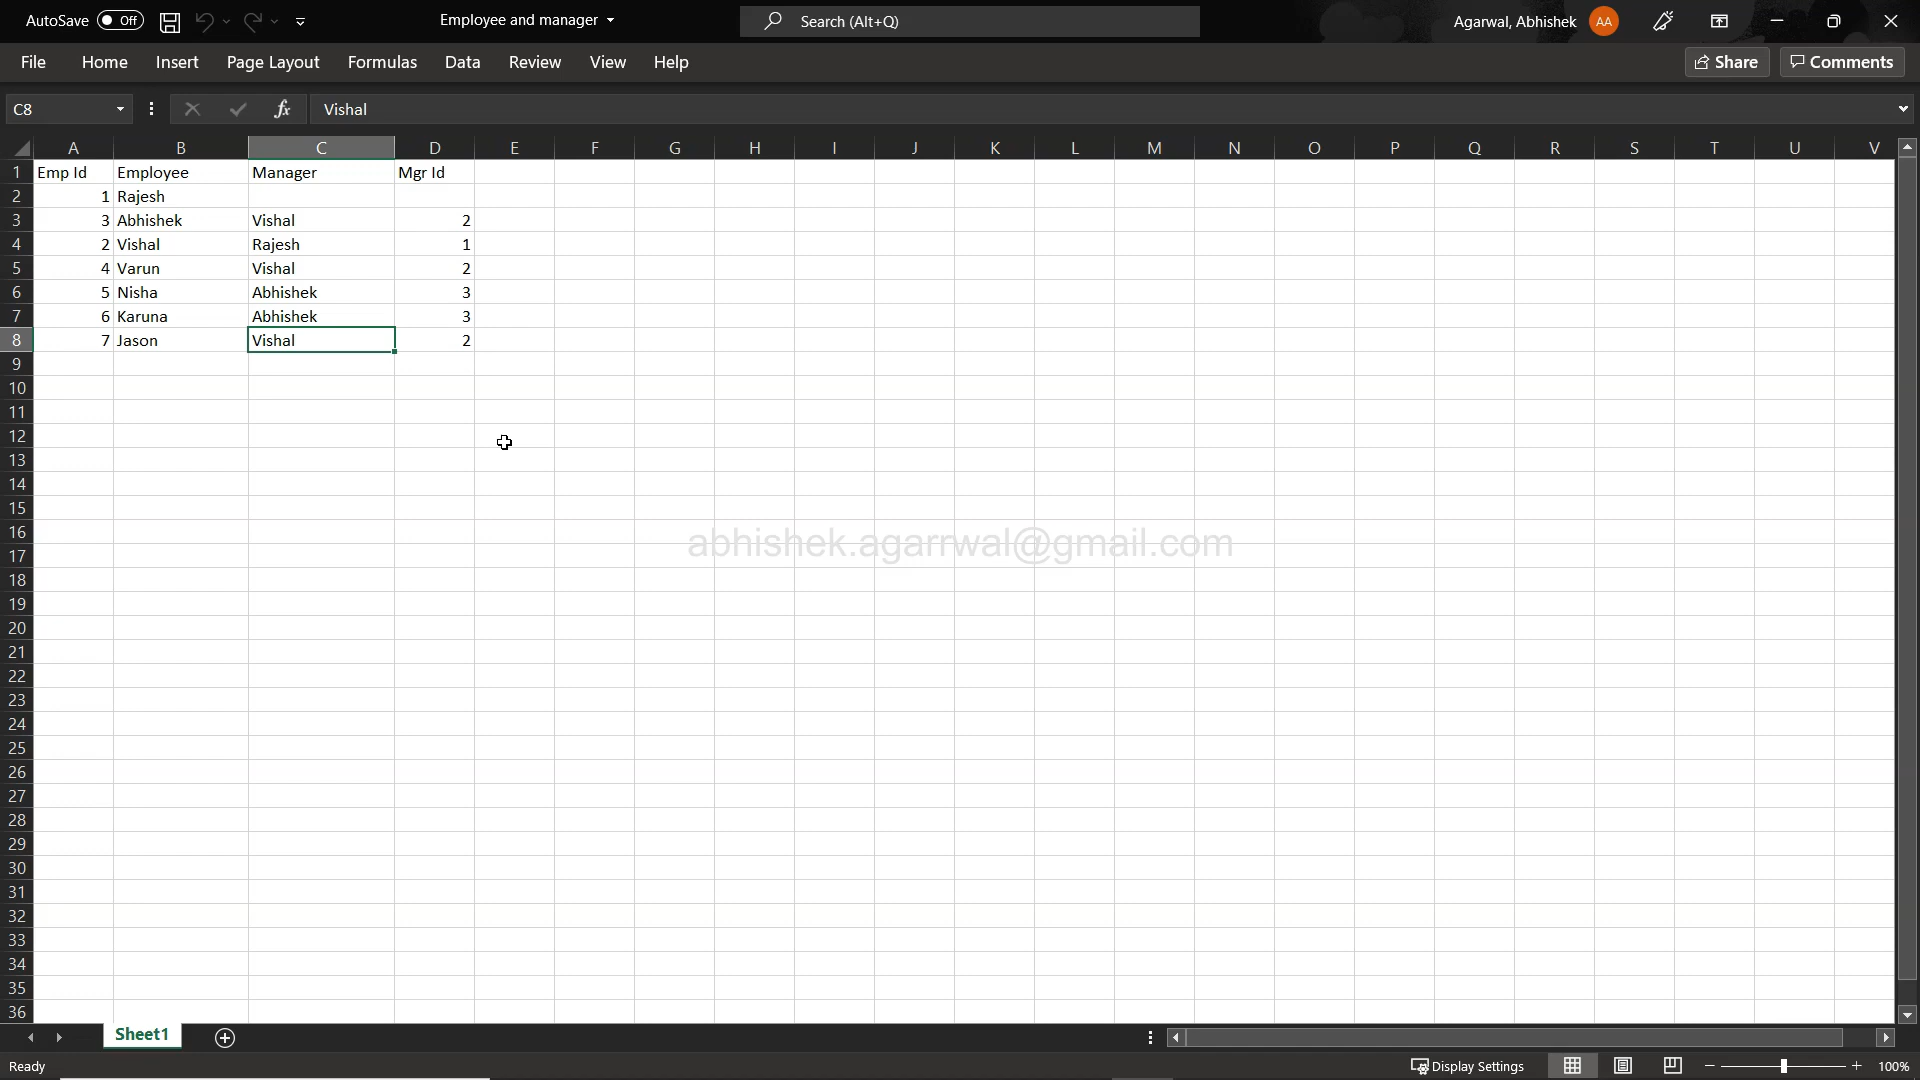 AutoSave Off Employee and manager Search (Alt+Q) Agarwal, Abhishek AA
File Home Insert Page Layout Formulas Data Review View Help Share Comments
C8 fx Vishal
A B C D E F G H I J K L M N O P Q R S T U V
1 Emp Id Employee Manager Mgr Id
2 1 Rajesh
3 3 Abhishek Vishal 2
4 2 Vishal Rajesh 1
5 4 Varun Vishal 2
6 5 Nisha Abhishek 3
7 6 Karuna Abhishek 3
8 7 Jason Vishal 2
9
10
11
12
13
14
15
16
abhishek.agarrwal@gmail.com
17
18
19
20
21
22
23
24
25
26
27
28
29
30
31
32
33
34
35
36
Sheet1
Ready Display Settings 100%